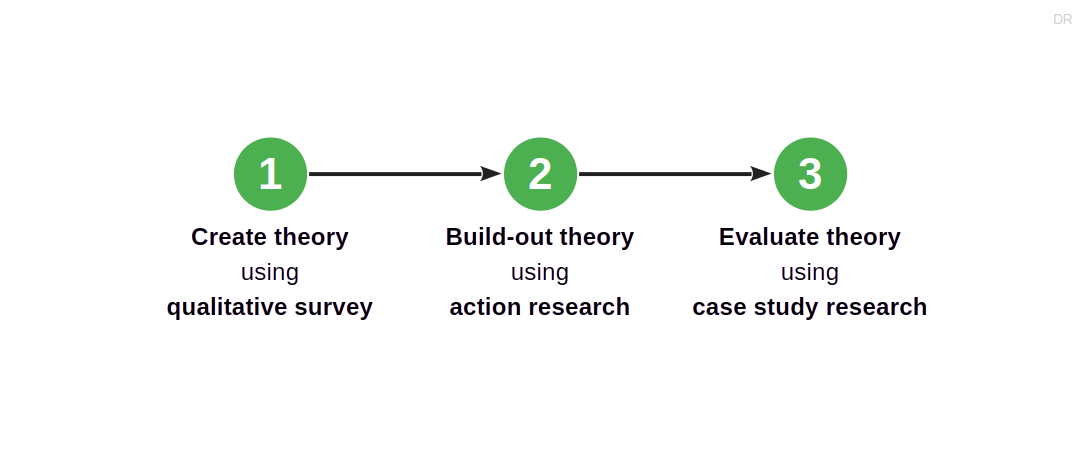 DR
1
2
3
Create theory
using
qualitative survey
Build-out theory
using
action research
Evaluate theory
using
case study research